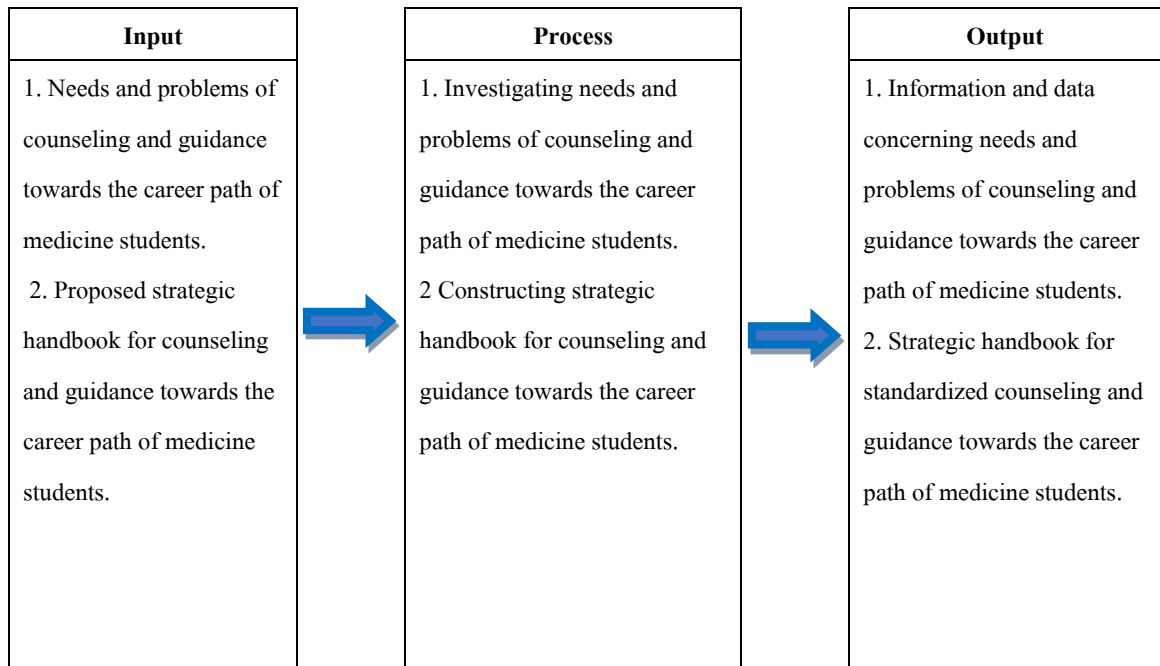 Input
1. Needs and problems of
counseling and guidance
towards the career path of
medicine students.
2. Proposed strategic
handbook for counseling
and guidance towards the
career path of medicine
students.
Process
1. Investigating needs and
problems of counseling and
guidance towards the career
path of medicine students.
2 Constructing strategic
handbook for counseling and
guidance towards the career
path of medicine students.
Output
1. Information and data
concerning needs and
problems of counseling and
guidance towards the career
path of medicine students.
2. Strategic handbook for
standardized counseling and
guidance towards the career
path of medicine students.